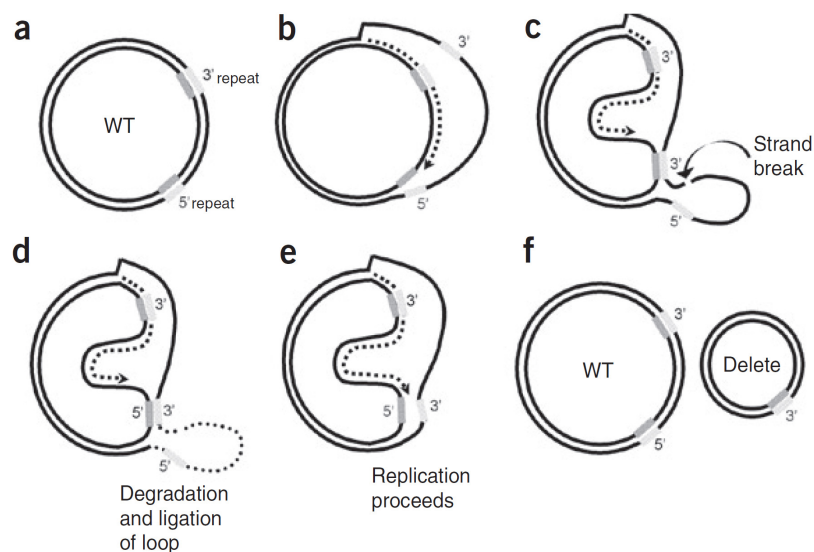 a
3' repeat
WT
5' repeat
b
3'
5'
c
3'
Strand
break
5'
d
3'
5' 3'
5'
Degradation
and ligation
of loop
e
3'
5' 3'
Replication
proceeds
f
3'
WT
5'
Delete
3'